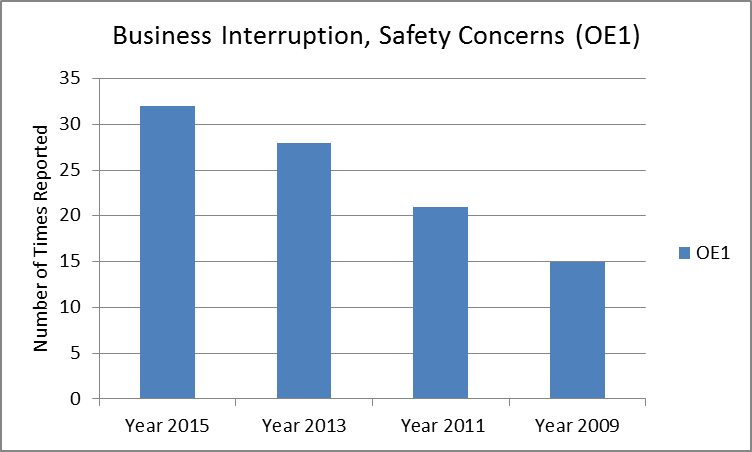 Business Interruption, Safety Concerns (OE1)
Number of Times Reported
35
30
25
20
15
10
5
0
Year 2015
Year 2013
Year 2011
Year 2009
OE1